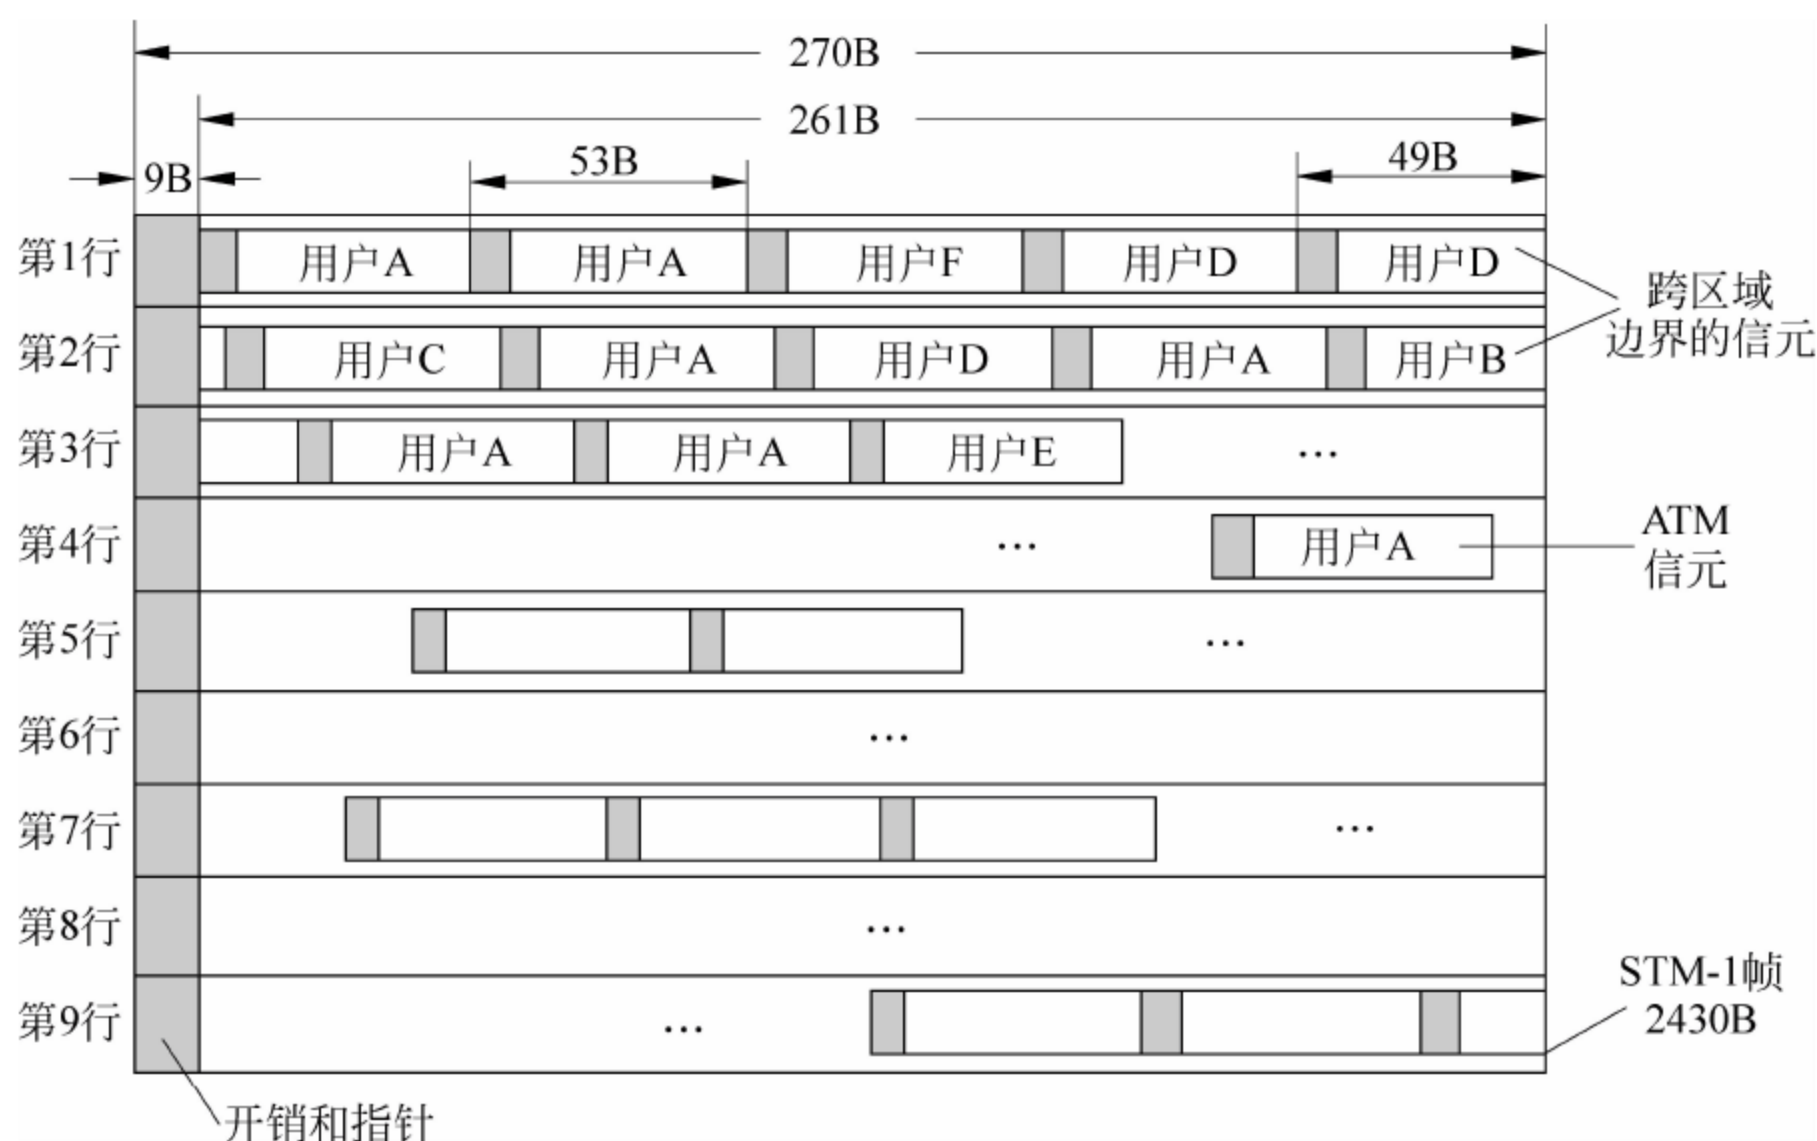 270B
261B
9B
53B
49B
第1行 用户A 用户A 用户F 用户D 用户D
跨区域
边界的信元
第2行 用户C 用户A 用户D 用户A 用户B
第3行 用户A 用户A 用户E …
第4行 … 用户A
ATM
信元
第5行 …
第6行 …
第7行 …
第8行 …
第9行 …
STM-1帧
2430B
开销和指针